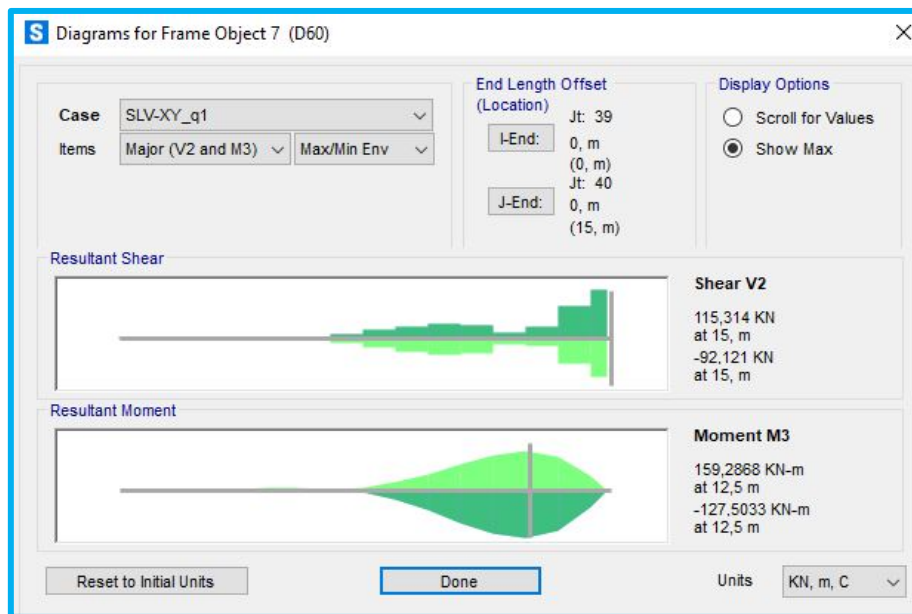 S Diagrams for Frame Object 7 (D60)
Case SLV-XY_q1
Items Major (V2 and M3) Max/Min Env
End Length Offset
(Location)
Jt: 39
I-End: 0, m
(0, m)
Jt: 40
J-End: 0, m
(15, m)
Display Options
Scroll for Values
Show Max
Resultant Shear
Shear V2
115,314 KN
at 15, m
-92,121 KN
at 15, m
Resultant Moment
Moment M3
159,2868 KN-m
at 12,5 m
-127,5033 KN-m
at 12,5 m
Reset to Initial Units Done Units KN, m, C